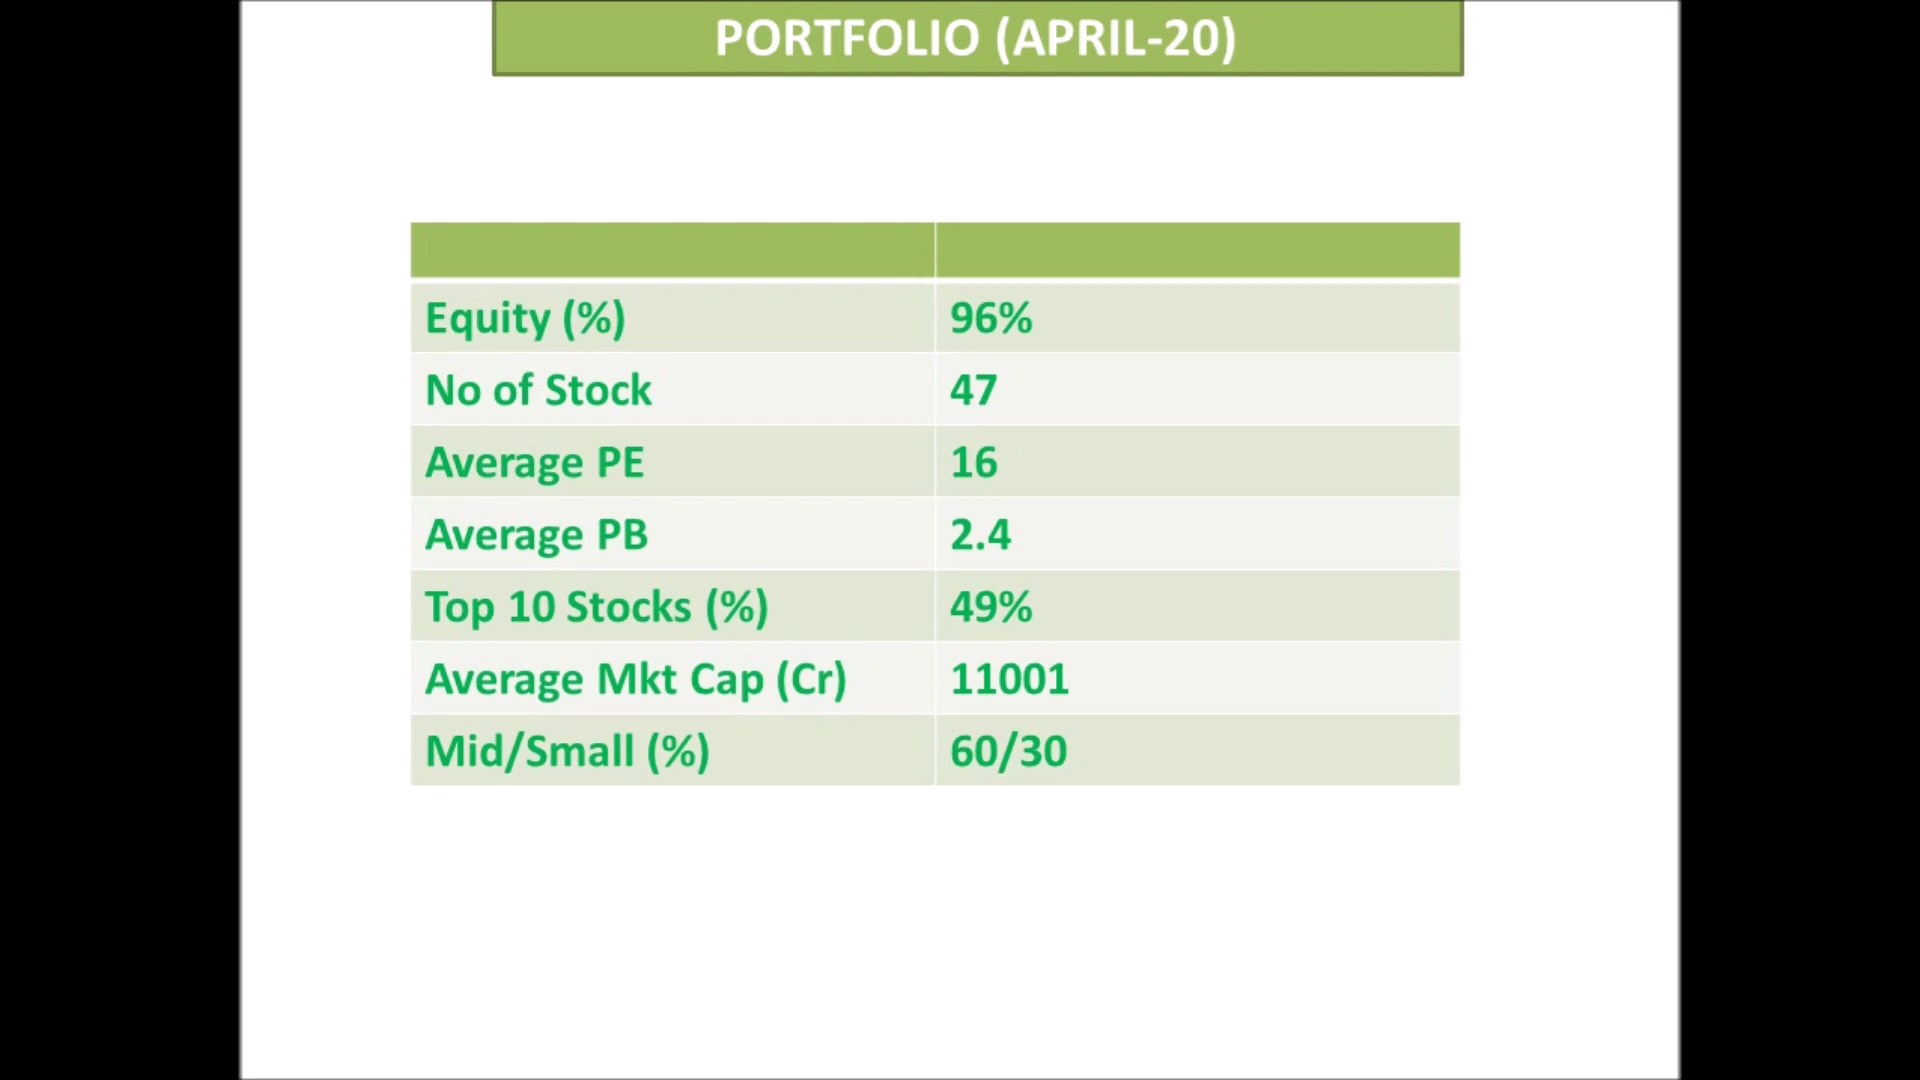 PORTFOLIO (APRIL-20)
Equity (%) 96%
No of Stock 47
Average PE 16
Average PB 2.4
Top 10 Stocks (%) 49%
Average Mkt Cap (Cr) 11001
Mid/Small (%) 60/30